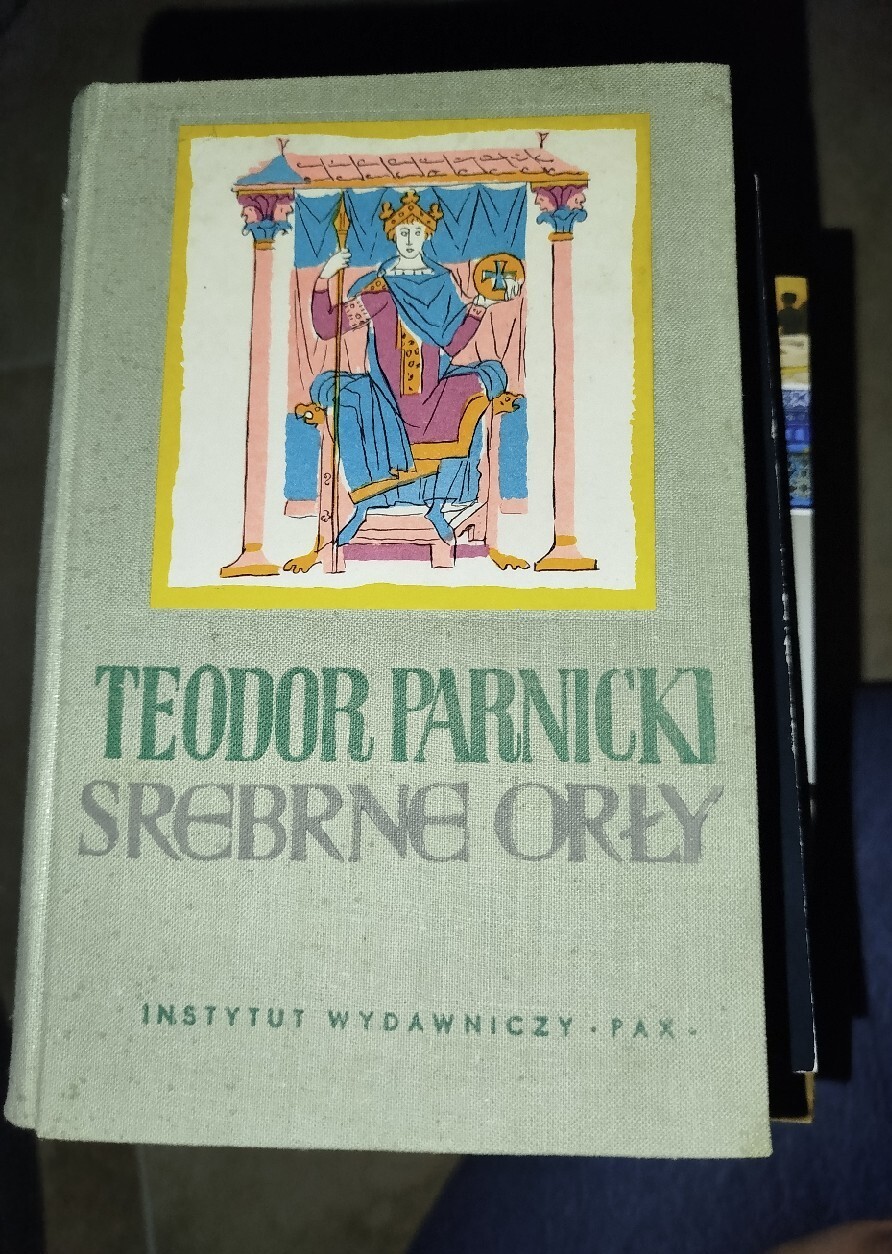 TEODOR PARNICKI
SREBRNE ORŁY
INSTYTUT WYDAWNICZY · PAX ·